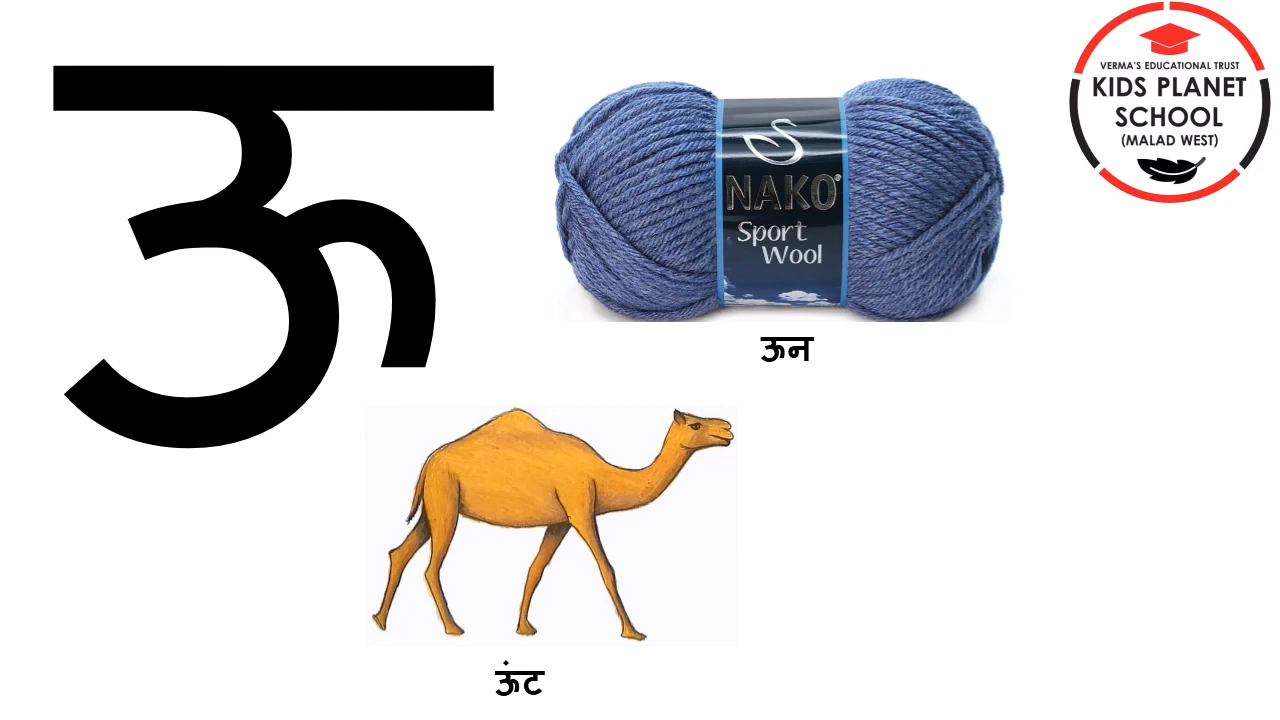 ऊ
VERMA'S EDUCATIONAL TRUST
KIDS PLANET
SCHOOL
(MALAD WEST)
NAKO®
Sport
Wool
ऊन
ऊंट